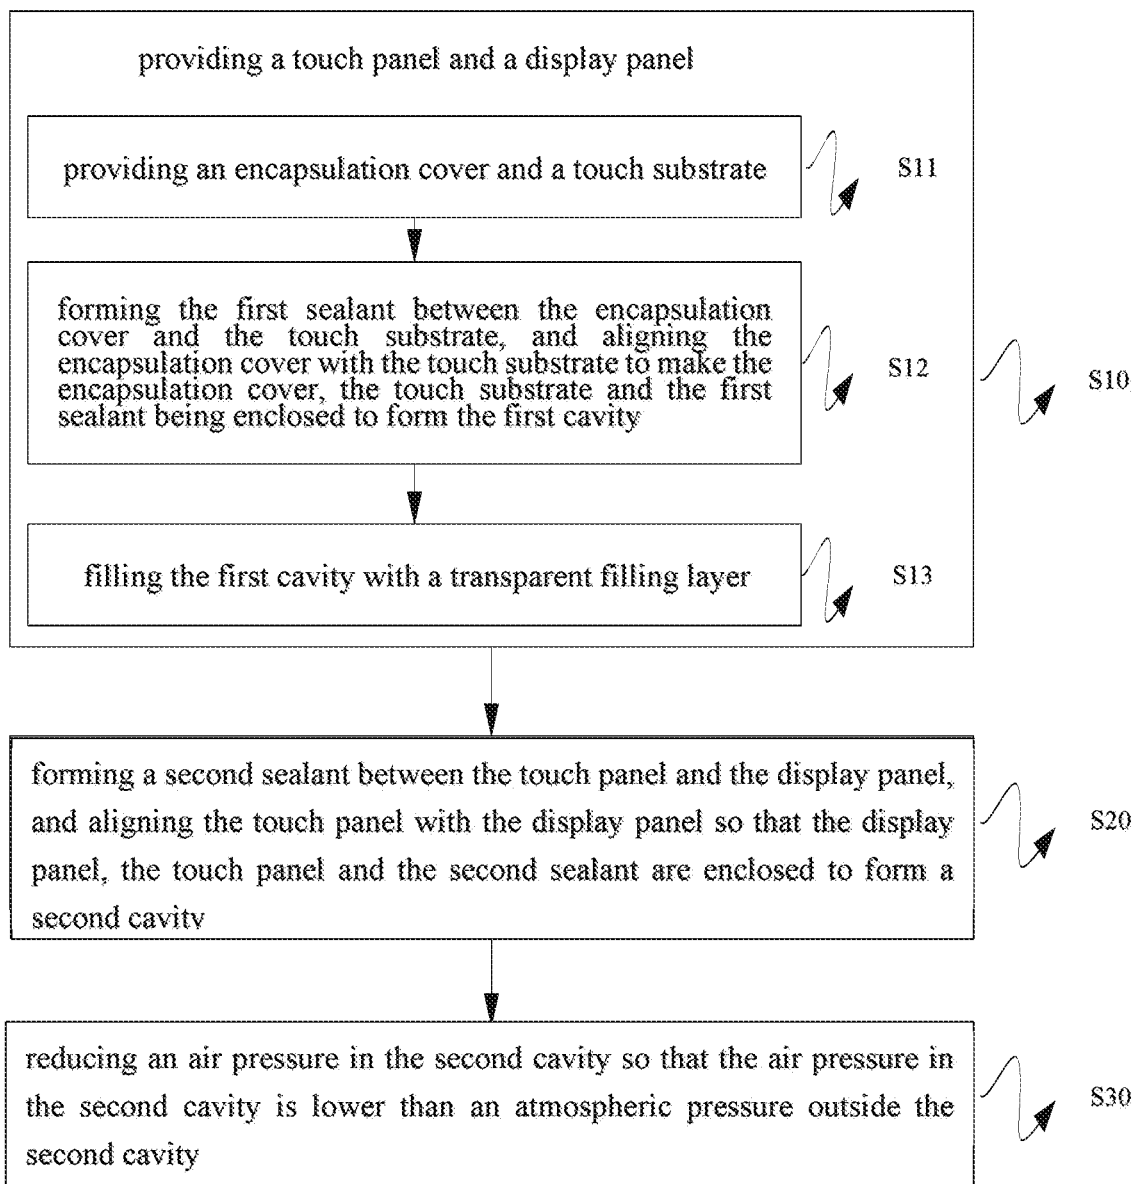 providing a touch panel and a display panel
providing an encapsulation cover and a touch substrate
S11
forming the first sealant between the encapsulation
cover and the touch substrate, and aligning the
encapsulation cover with the touch substrate to make the
encapsulation cover, the touch substrate and the first
sealant being enclosed to form the first cavity
S12
S10
filling the first cavity with a transparent filling layer
S13
forming a second sealant between the touch panel and the display panel,
and aligning the touch panel with the display panel so that the display
panel, the touch panel and the second sealant are enclosed to form a
second cavity
S20
reducing an air pressure in the second cavity so that the air pressure in
the second cavity is lower than an atmospheric pressure outside the
second cavity
S30